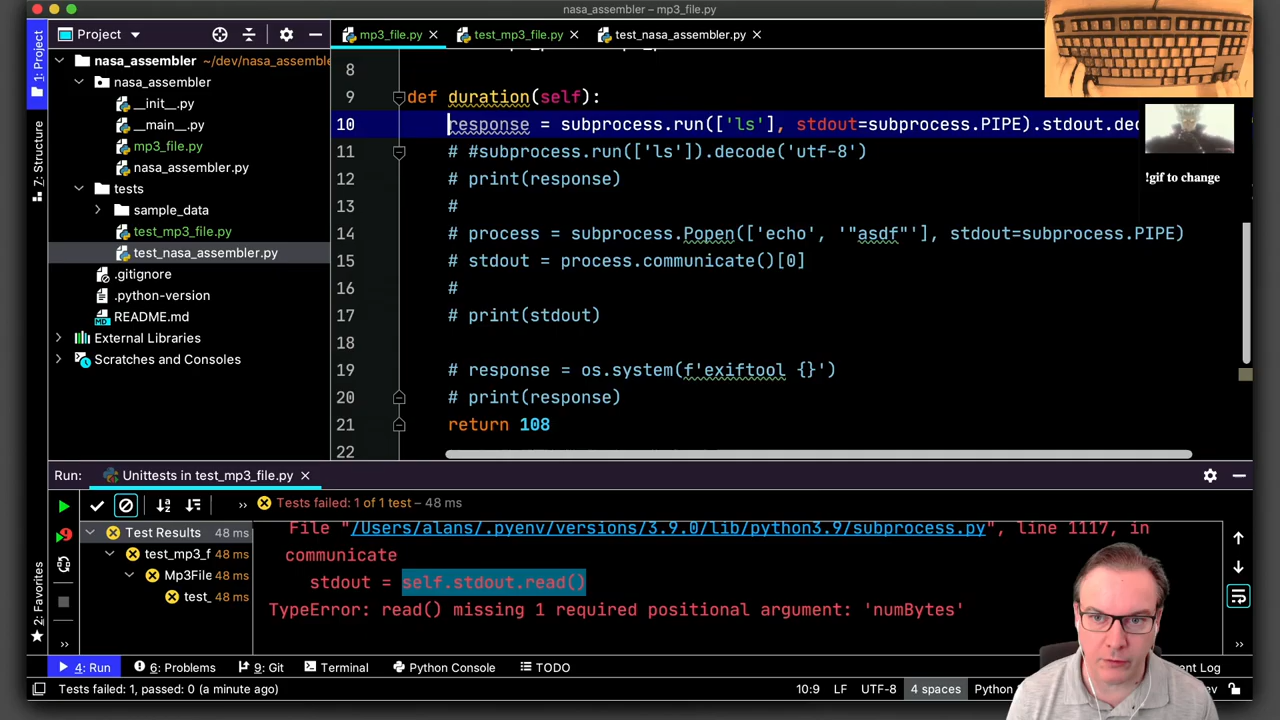 nasa_assembler – mp3_file.py
1: Project
Project
mp3_file.py
test_mp3_file.py
test_nasa_assembler.py
nasa_assembler ~/dev/nasa_assemble
nasa_assembler
__init__.py
__main__.py
mp3_file.py
nasa_assembler.py
tests
sample_data
test_mp3_file.py
test_nasa_assembler.py
.gitignore
.python-version
README.md
External Libraries
Scratches and Consoles
7: Structure
2: Favorites
8
9 def duration(self):
10 response = subprocess.run(['ls'], stdout=subprocess.PIPE).stdout.dec
11 # #subprocess.run(['ls']).decode('utf-8')
12 # print(response)
13 #
14 # process = subprocess.Popen(['echo', '"asdf"'], stdout=subprocess.PIPE)
15 # stdout = process.communicate()[0]
16 #
17 # print(stdout)
18
19 # response = os.system(f'exiftool {}')
20 # print(response)
21 return 108
22
!gif to change
Run: Unittests in test_mp3_file.py
Tests failed: 1 of 1 test – 48 ms
Test Results 48 ms
test_mp3_f 48 ms
Mp3File 48 ms
test_ 48 ms
File "/Users/alans/.pyenv/versions/3.9.0/lib/python3.9/subprocess.py", line 1117, in
communicate
stdout = self.stdout.read()
TypeError: read() missing 1 required positional argument: 'numBytes'
4: Run
6: Problems
9: Git
Terminal
Python Console
TODO
nt Log
Tests failed: 1, passed: 0 (a minute ago)
10:9 LF UTF-8 4 spaces Python